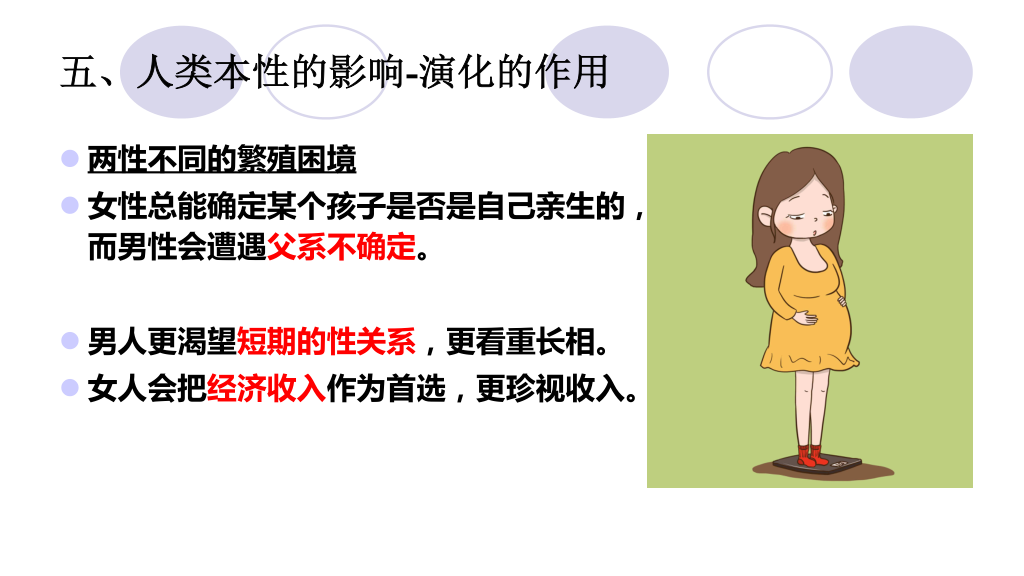 五、人类本性的影响-演化的作用
两性不同的繁殖困境
女性总能确定某个孩子是否是自己亲生的，
而男性会遭遇父系不确定。
男人更渴望短期的性关系，更看重长相。
女人会把经济收入作为首选，更珍视收入。